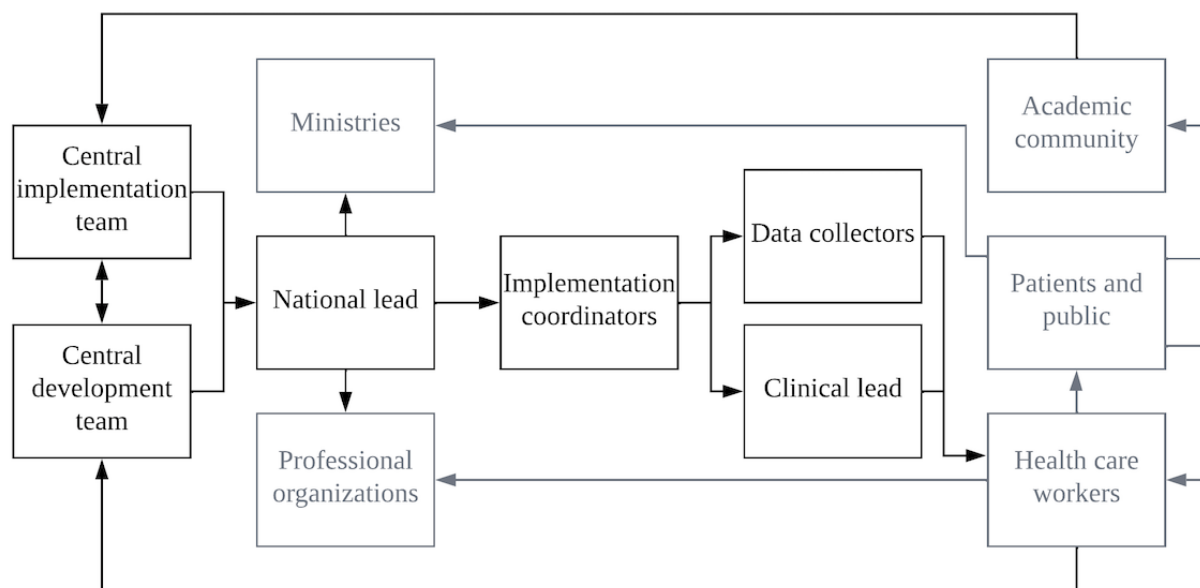 Central
implementation
team
Central
development
team
Ministries
National lead
Professional
organizations
Implementation
coordinators
Data collectors
Clinical lead
Academic
community
Patients and
public
Health care
workers